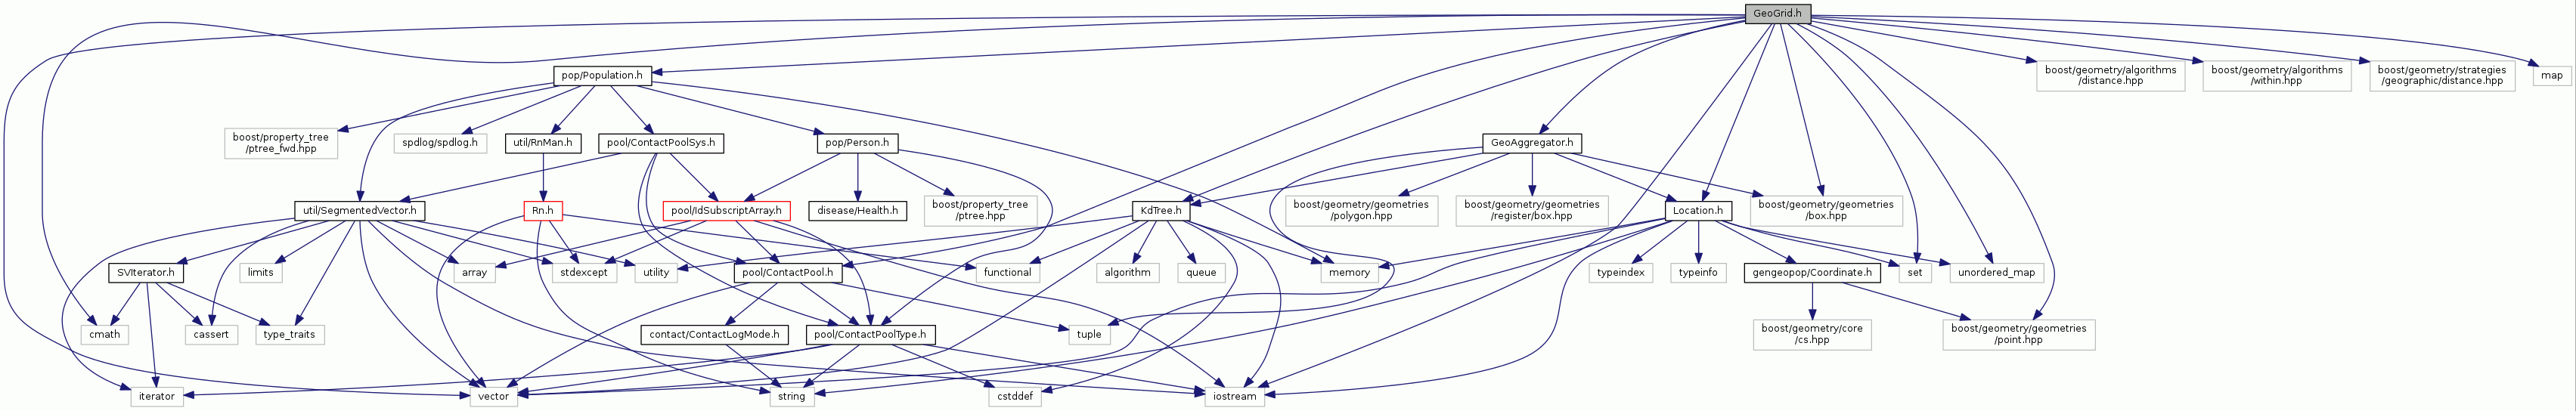 GeoGrid.h
pop/Population.h
boost/geometry/algorithms
/distance.hpp
boost/geometry/algorithms
/within.hpp
boost/geometry/strategies
/geographic/distance.hpp
map
boost/property_tree
/ptree_fwd.hpp
spdlog/spdlog.h
util/RnMan.h
pool/ContactPoolSys.h
pop/Person.h
GeoAggregator.h
util/SegmentedVector.h
Rn.h
pool/IdSubscriptArray.h
disease/Health.h
boost/property_tree
/ptree.hpp
KdTree.h
boost/geometry/geometries
/polygon.hpp
boost/geometry/geometries
/register/box.hpp
Location.h
boost/geometry/geometries
/box.hpp
SVIterator.h
limits
array
stdexcept
utility
pool/ContactPool.h
functional
algorithm
queue
memory
typeindex
typeinfo
gengeopop/Coordinate.h
set
unordered_map
cmath
cassert
type_traits
contact/ContactLogMode.h
pool/ContactPoolType.h
tuple
boost/geometry/core
/cs.hpp
boost/geometry/geometries
/point.hpp
iterator
vector
string
cstddef
iostream